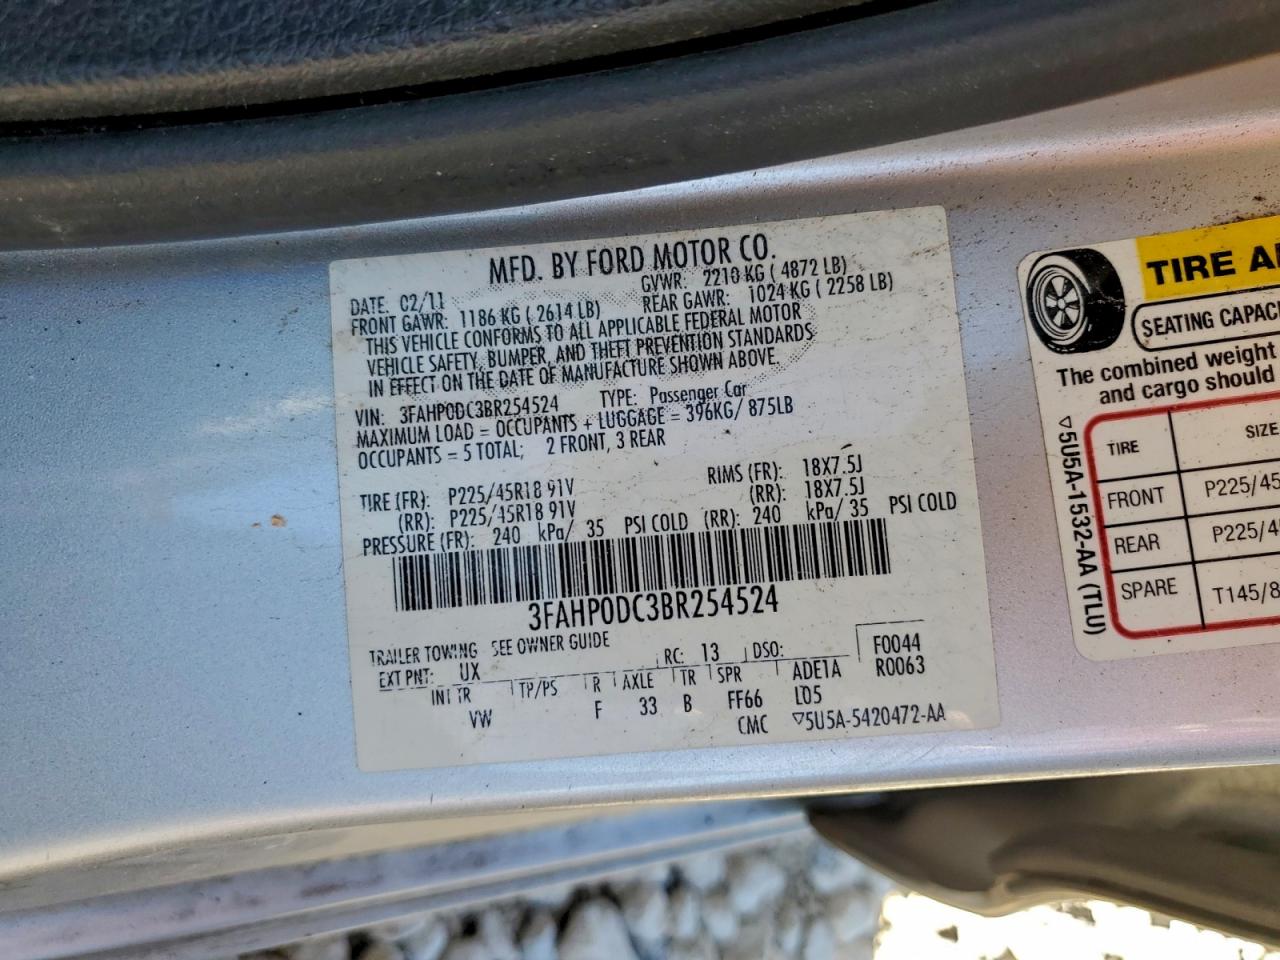 MFD. BY FORD MOTOR CO.
DATE. 02/11 GVWR: 2210 KG ( 4872 LB)
FRONT GAWR: 1186 KG ( 2614 LB) REAR GAWR: 1024 KG ( 2258 LB)
THIS VEHICLE CONFORMS TO ALL APPLICABLE FEDERAL MOTOR
VEHICLE SAFETY, BUMPER, AND THEFT PREVENTION STANDARDS
IN EFFECT ON THE DATE OF MANUFACTURE SHOWN ABOVE.
VIN: 3FAHP0DC3BR254524 TYPE: Passenger Car
MAXIMUM LOAD = OCCUPANTS + LUGGAGE = 396KG/ 875LB
OCCUPANTS = 5 TOTAL; 2 FRONT, 3 REAR
TIRE (FR): P225/45R18 91V RIMS (FR): 18X7.5J
(RR): P225/45R18 91V (RR): 18X7.5J
PRESSURE (FR): 240 kPa/ 35 PSI COLD (RR): 240 kPa/ 35 PSI COLD
3FAHP0DC3BR254524
TRAILER TOWING SEE OWNER GUIDE
EXT PNT: UX RC: 13 DSO: F0044
INT TR TP/PS R AXLE TR SPR ADE1A R0063
VW F 33 B FF66 L05
CMC ▽5U5A-5420472-AA
TIRE A
SEATING CAPAC
The combined weight
and cargo should
TIRE SIZE
FRONT P225/45
REAR P225/4
SPARE T145/8
▽5U5A-1532-AA (TLU)